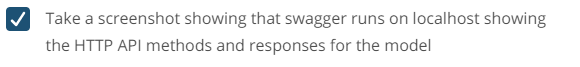 Take a screenshot showing that swagger runs on localhost showing
the HTTP API methods and responses for the model